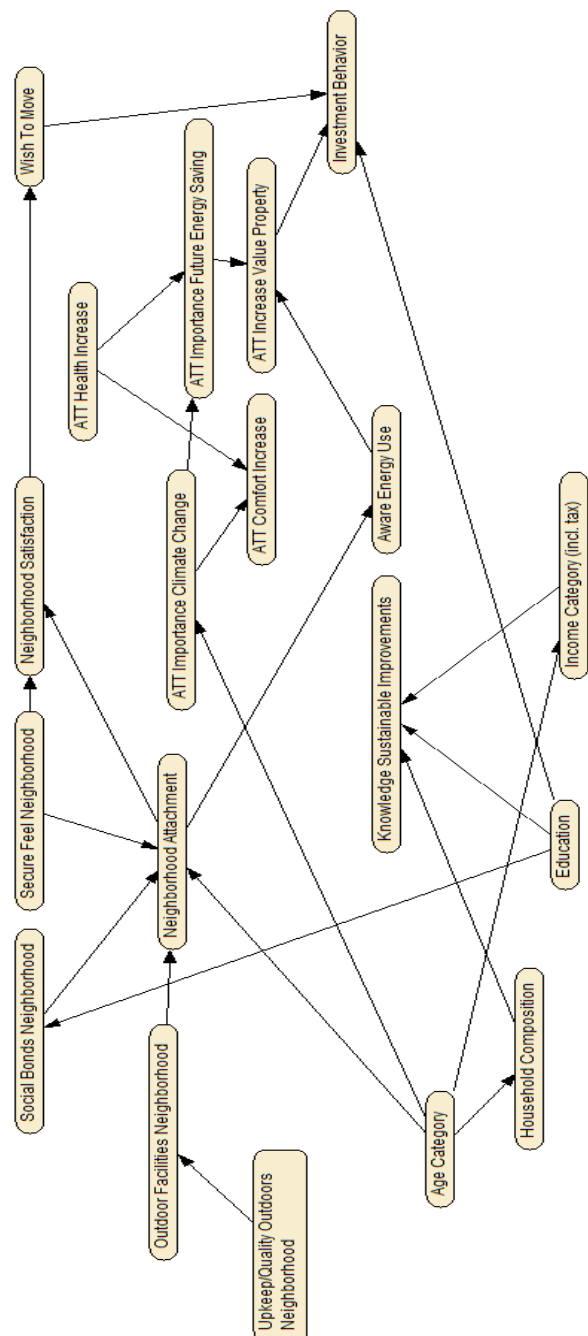 Social Bonds Neighborhood
Secure Feel Neighborhood
Neighborhood Satisfaction
Wish To Move
ATT Health Increase
Outdoor Facilities Neighborhood
Neighborhood Attachment
ATT Importance Climate Change
ATT Importance Future Energy Saving
Upkeep/Quality Outdoors
Neighborhood
ATT Comfort Increase
ATT Increase Value Property
Investment Behavior
Knowledge Sustainable Improvements
Aware Energy Use
Age Category
Household Composition
Education
Income Category (incl. tax)